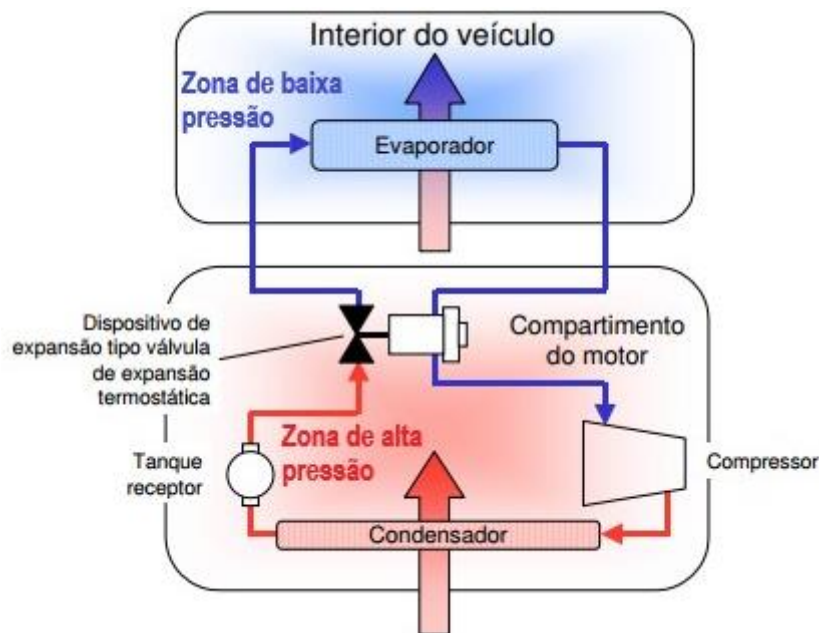 Interior do veículo
Zona de baixa
pressão
Evaporador
Dispositivo de
expansão tipo válvula
de expansão
termostática
Compartimento
do motor
Zona de alta
pressão
Tanque
receptor
Compressor
Condensador